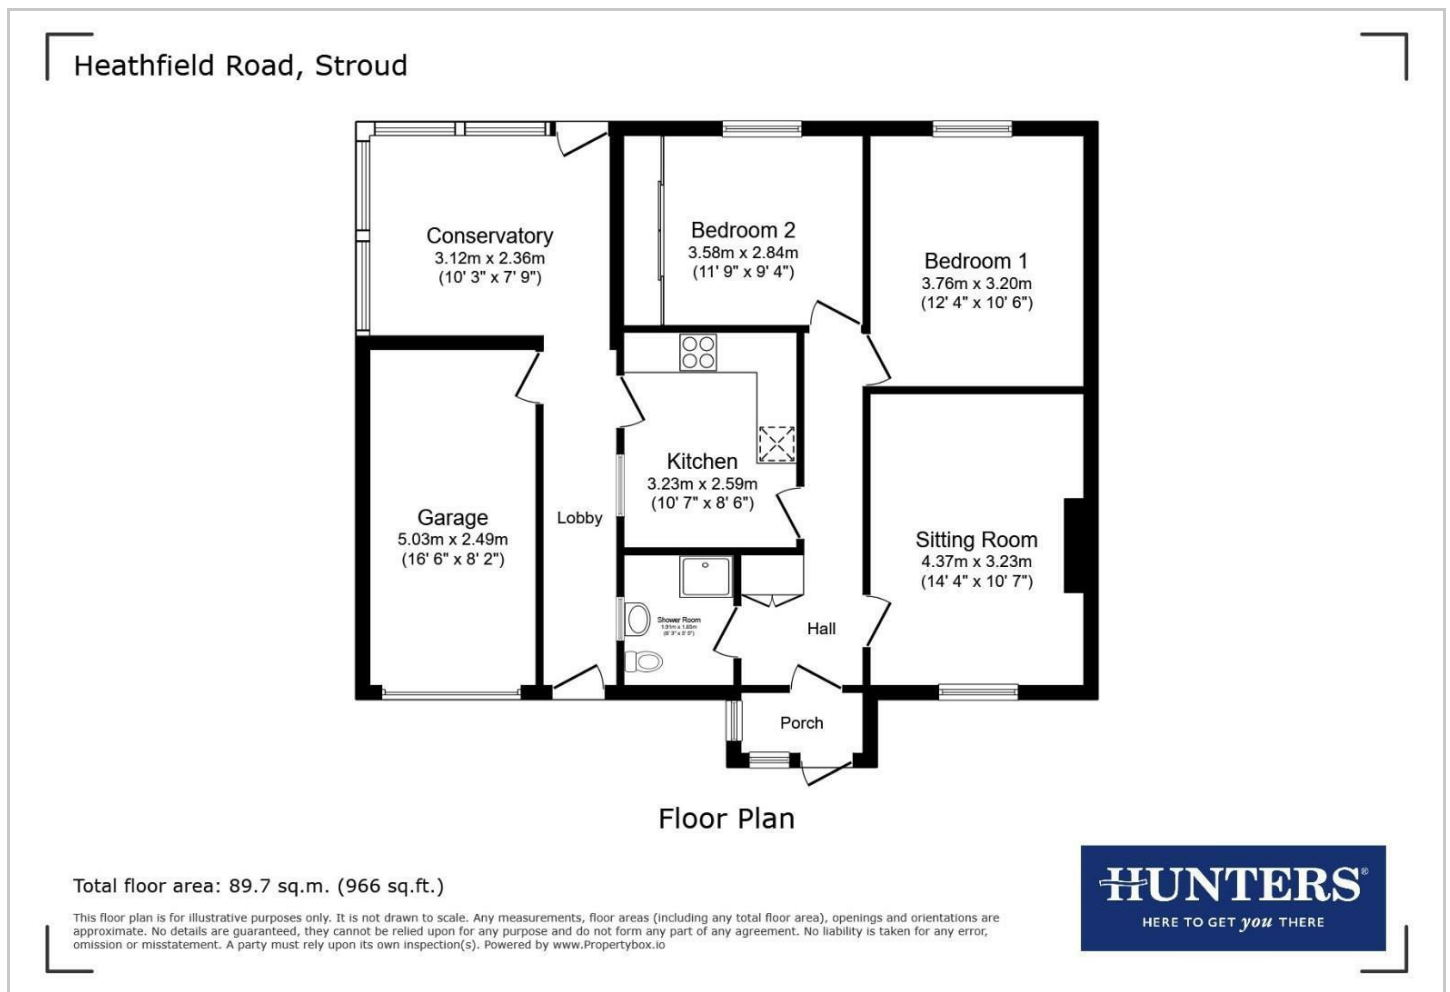 Heathfield Road, Stroud
Conservatory
3.12m x 2.36m
(10' 3" x 7' 9")
Bedroom 2
3.58m x 2.84m
(11' 9" x 9' 4")
Bedroom 1
3.76m x 3.20m
(12' 4" x 10' 6")
Kitchen
3.23m x 2.59m
(10' 7" x 8' 6")
Garage
5.03m x 2.49m
(16' 6" x 8' 2")
Lobby
Sitting Room
4.37m x 3.23m
(14' 4" x 10' 7")
Shower Room
Hall
Porch
Floor Plan
Total floor area: 89.7 sq.m. (966 sq.ft.)
This floor plan is for illustrative purposes only. It is not drawn to scale. Any measurements, floor areas (including any total floor area), openings and orientations are
approximate. No details are guaranteed, they cannot be relied upon for any purpose and do not form any part of any agreement. No liability is taken for any error,
omission or misstatement. A party must rely upon its own inspection(s). Powered by www.Propertybox.io
HUNTERS®
HERE TO GET you THERE